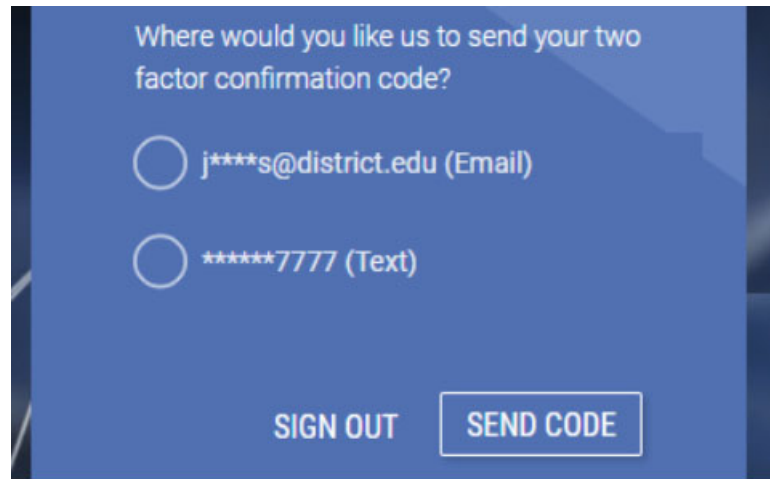 Where would you like us to send your two
factor confirmation code?
j****s@district.edu (Email)
******7777 (Text)
SIGN OUT
SEND CODE